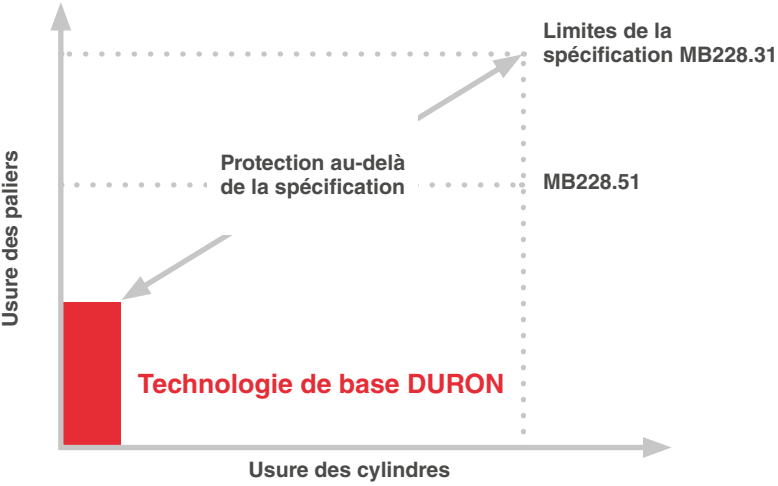 Limites de la
spécification MB228.31
Protection au-delà
de la spécification
MB228.51
Usure des paliers
Technologie de base DURON
Usure des cylindres